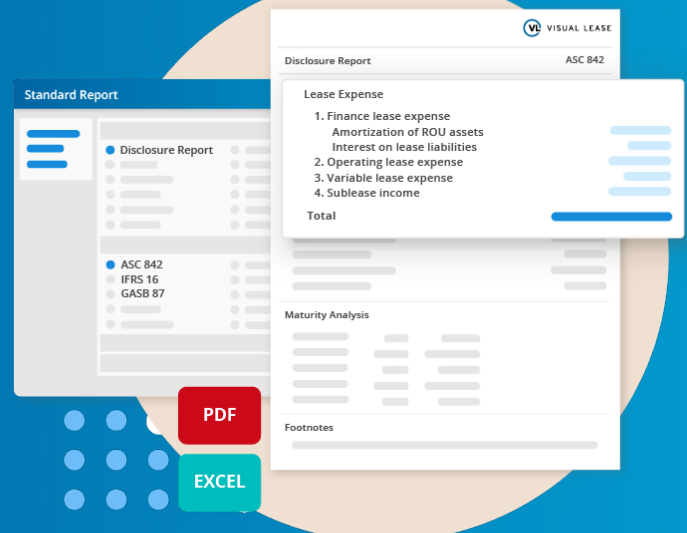 VL VISUAL LEASE
Disclosure Report ASC 842
Standard Report
Lease Expense
1. Finance lease expense
Amortization of ROU assets
Interest on lease liabilities
2. Operating lease expense
3. Variable lease expense
4. Sublease income
Total
Disclosure Report
ASC 842
IFRS 16
GASB 87
Maturity Analysis
Footnotes
PDF
EXCEL